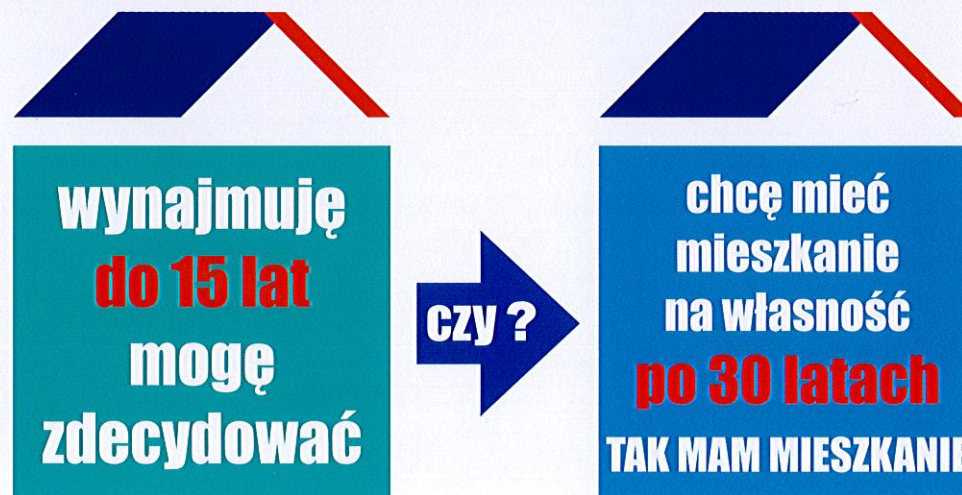 wynajmuję
do 15 lat
mogę
zdecydować
czy ?
chcę mieć
mieszkanie
na własność
po 30 latach
TAK MAM MIESZKANIE